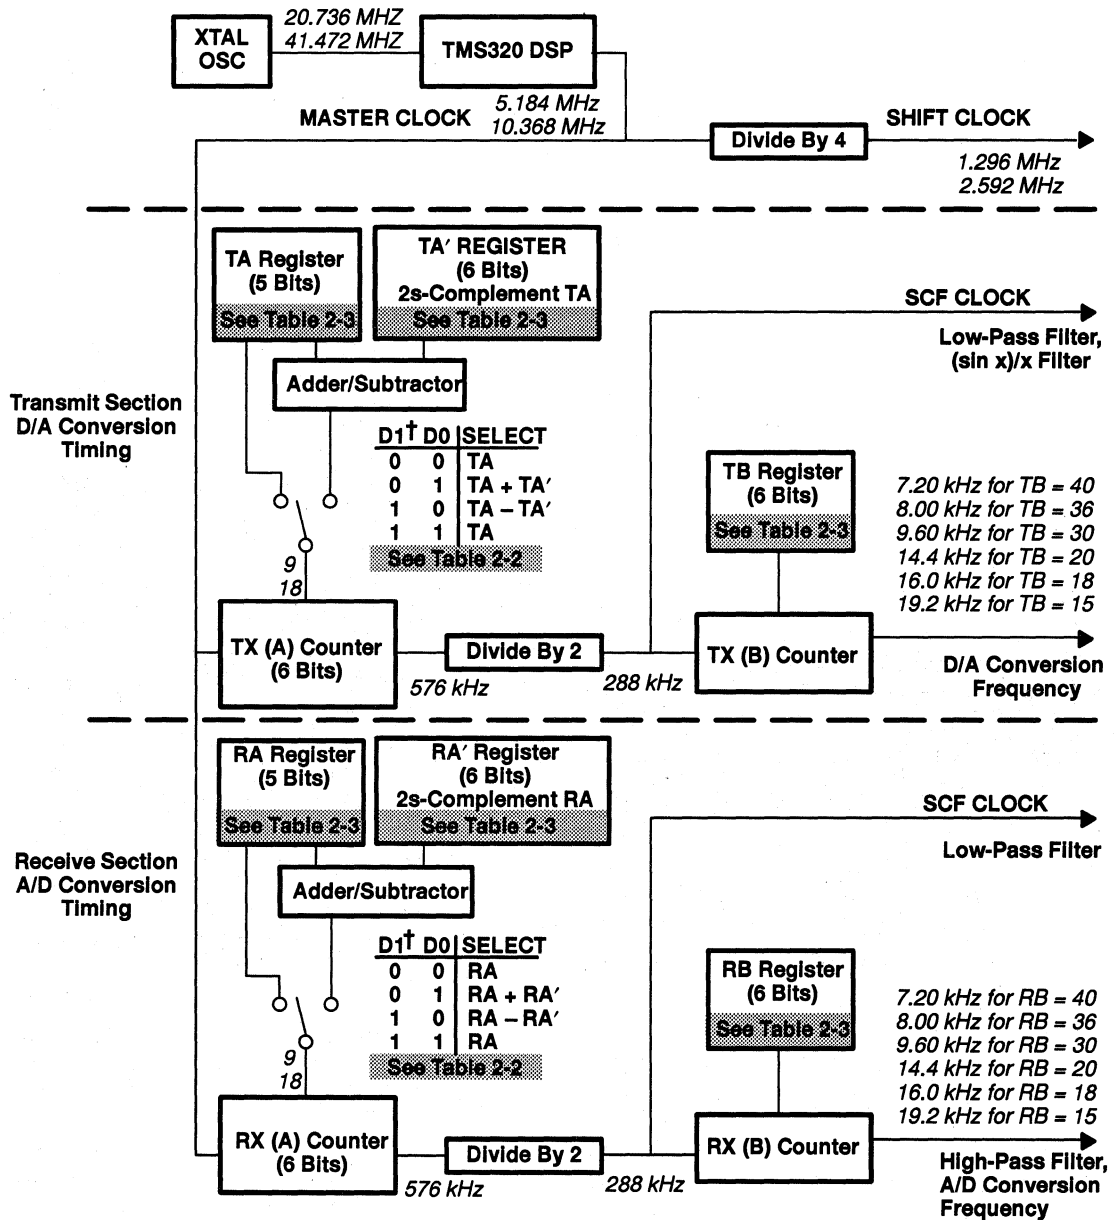 XTAL
OSC
20.736 MHZ
41.472 MHZ
TMS320 DSP
MASTER CLOCK
5.184 MHz
10.368 MHz
Divide By 4
SHIFT CLOCK
1.296 MHz
2.592 MHz
Transmit Section
D/A Conversion
Timing
TA Register
(5 Bits)
See Table 2-3
TA′ REGISTER
(6 Bits)
2s-Complement TA
See Table 2-3
Adder/Subtractor
D1† D0 SELECT
0 0 TA
0 1 TA + TA′
1 0 TA – TA′
1 1 TA
See Table 2-2
9
18
TX (A) Counter
(6 Bits)
576 kHz
Divide By 2
288 kHz
SCF CLOCK
Low-Pass Filter,
(sin x)/x Filter
TB Register
(6 Bits)
See Table 2-3
TX (B) Counter
7.20 kHz for TB = 40
8.00 kHz for TB = 36
9.60 kHz for TB = 30
14.4 kHz for TB = 20
16.0 kHz for TB = 18
19.2 kHz for TB = 15
D/A Conversion
Frequency
Receive Section
A/D Conversion
Timing
RA Register
(5 Bits)
See Table 2-3
RA′ Register
(6 Bits)
2s-Complement RA
See Table 2-3
Adder/Subtractor
D1† D0 SELECT
0 0 RA
0 1 RA + RA′
1 0 RA – RA′
1 1 RA
See Table 2-2
9
18
RX (A) Counter
(6 Bits)
576 kHz
Divide By 2
288 kHz
SCF CLOCK
Low-Pass Filter
RB Register
(6 Bits)
See Table 2-3
RX (B) Counter
7.20 kHz for RB = 40
8.00 kHz for RB = 36
9.60 kHz for RB = 30
14.4 kHz for RB = 20
16.0 kHz for RB = 18
19.2 kHz for RB = 15
High-Pass Filter,
A/D Conversion
Frequency